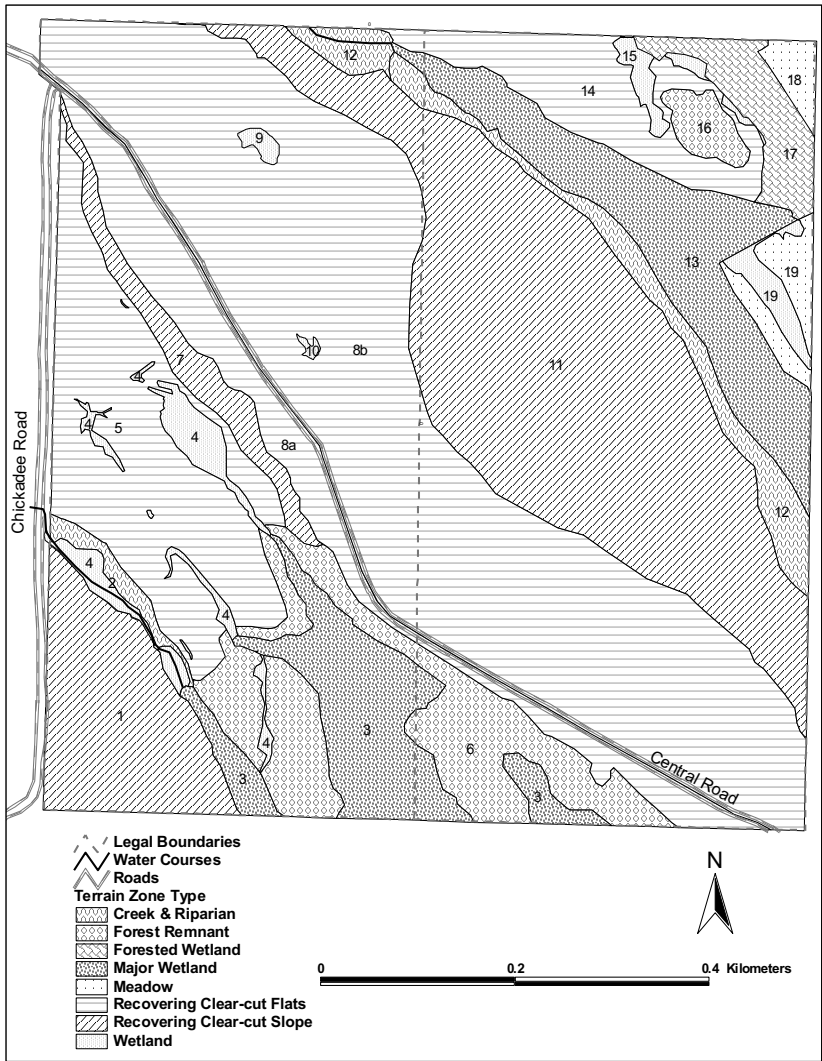 12
15
18
14
16
9
17
13
19
19
7
10
8b
11
4
4
5
4
8a
Chickadee Road
12
4
2
4
1
3
4
3
6
3
Central Road
Legal Boundaries
Water Courses
Roads
Terrain Zone Type
Creek & Riparian
Forest Remnant
Forested Wetland
Major Wetland
Meadow
Recovering Clear-cut Flats
Recovering Clear-cut Slope
Wetland
N
0 0.2 0.4 Kilometers